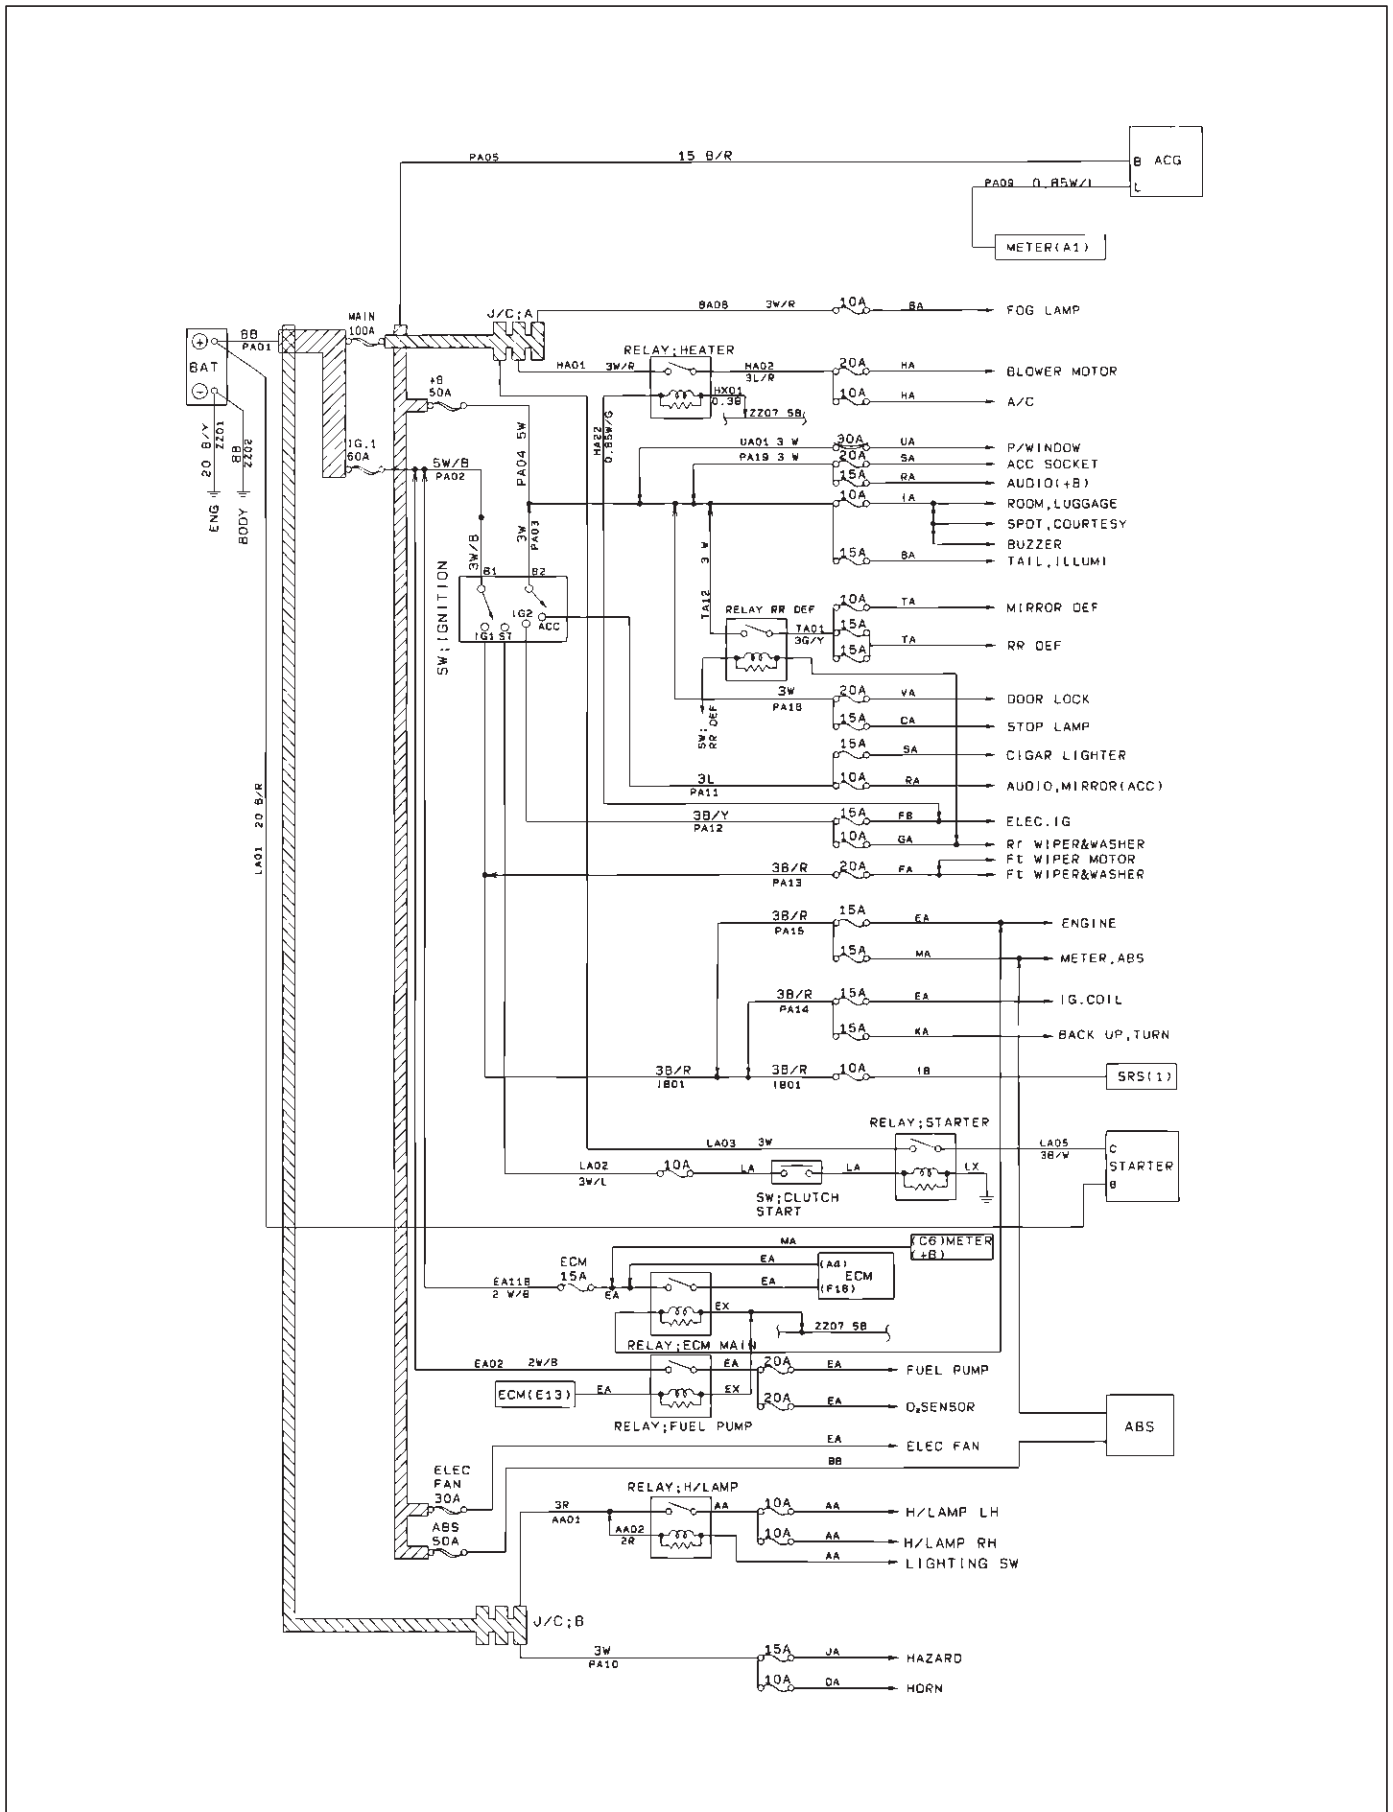 PA05 15 B/R
B ACG
L
PA09 0.85W/L
METER(A1)
BAT
8B
PA01
20 B/Y
ZZ01
8B
ZZ02
ENG
BODY
MAIN
100A
IG.1
60A
+B
50A
J/C;A
BA08 3W/R 10A BA FOG LAMP
RELAY;HEATER
HA01 3W/R HA02 20A HA BLOWER MOTOR
3L/R
HX01 10A HA A/C
0.3B
ZZ07 5B
HA22
0.85W/G
5W/B
PA02
PA04 5W
UA01 3 W 30A UA P/WINDOW
PA19 3 W 20A SA ACC SOCKET
15A RA AUDIO(+B)
10A IA ROOM,LUGGAGE
SPOT,COURTESY
BUZZER
15A BA TAIL,ILLUMI
3W
PA03
3W/B
3 W
TA12
SW;IGNITION
B1 B2
IG2
ACC
IG1 ST
RELAY RR DEF
10A TA MIRROR DEF
TA01 15A
3G/Y
TA RR DEF
15A
SW;
RR DEF
3W 20A VA DOOR LOCK
PA18
15A CA STOP LAMP
15A SA CIGAR LIGHTER
3L 10A RA AUDIO,MIRROR(ACC)
PA11
3B/Y 15A FB ELEC.IG
PA12
10A GA Rr WIPER&WASHER
Ft WIPER MOTOR
3B/R 20A FA Ft WIPER&WASHER
PA13
LA01 20 B/R
3B/R 15A EA ENGINE
PA15
15A MA METER,ABS
3B/R 15A EA IG.COIL
PA14
15A KA BACK UP,TURN
3B/R 3B/R 10A IB SRS(1)
IB01 IB01
RELAY;STARTER
LA03 3W LA05 C
3B/W
STARTER
LA02 10A LA LA LX B
3W/L
SW;CLUTCH
START
MA (C6)METER
(+B)
ECM EA (A4)
15A ECM
EA11B EA (F18)
2 W/B EA
EX
ZZ07 5B
RELAY;ECM MAIN
EA02 2W/B EA 20A EA FUEL PUMP
ECM(E13) EA EX
20A EA O₂SENSOR
RELAY;FUEL PUMP
ABS
EA ELEC FAN
BB
ELEC
FAN
30A
ABS
50A
RELAY;H/LAMP
3R AA 10A AA H/LAMP LH
AA01
AA02
2R
10A AA H/LAMP RH
AA LIGHTING SW
J/C;B
3W 15A JA HAZARD
PA10
10A DA HORN